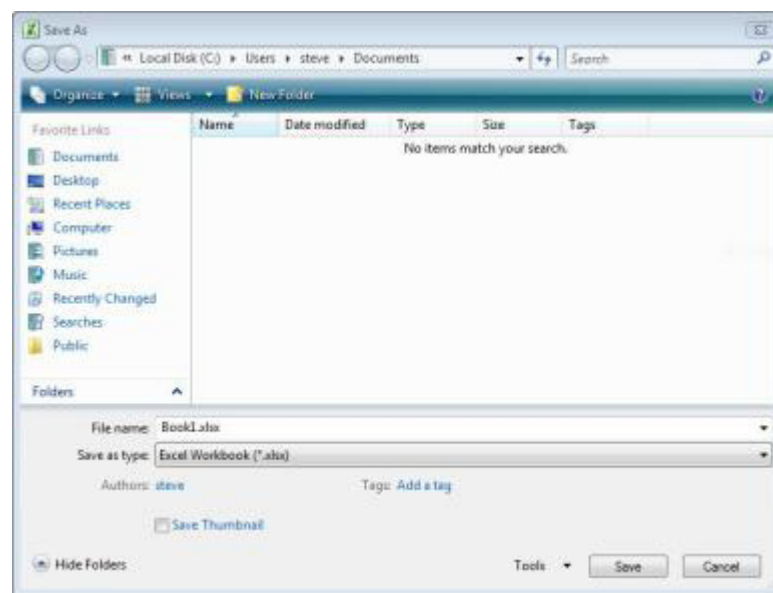 Save As
« Local Disk (C:) ▸ Users ▸ steve ▸ Documents Search
Organize Views New Folder
Favorite Links
Name Date modified Type Size Tags
No items match your search.
Documents
Desktop
Recent Places
Computer
Pictures
Music
Recently Changed
Searches
Public
Folders
File name: Book1.xlsx
Save as type: Excel Workbook (*.xlsx)
Authors: steve Tags: Add a tag
Save Thumbnail
Hide Folders Tools Save Cancel